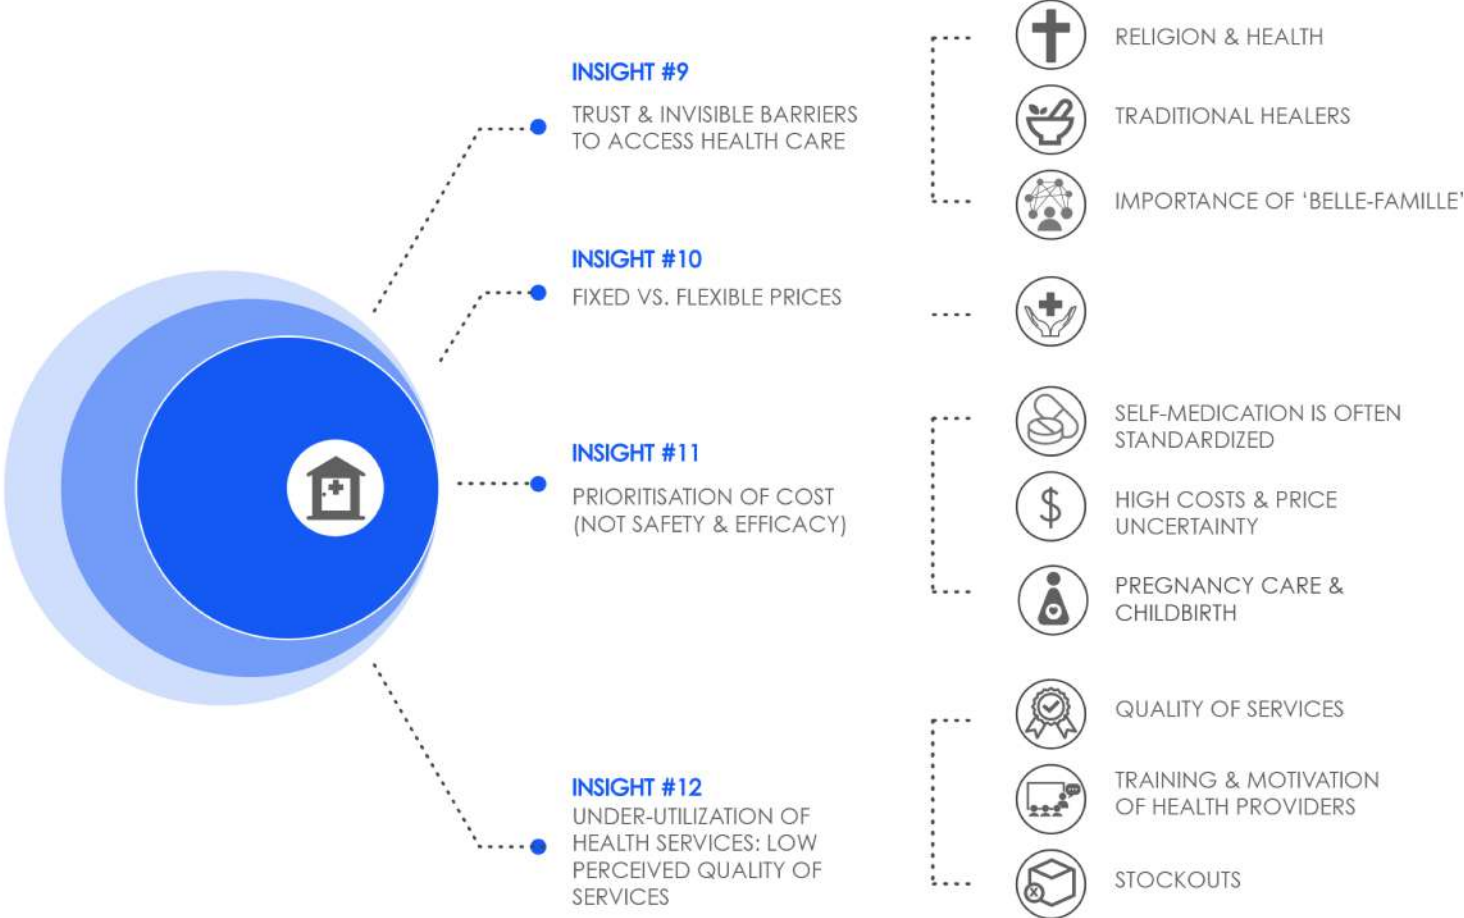 INSIGHT #9
TRUST & INVISIBLE BARRIERS
TO ACCESS HEALTH CARE
RELIGION & HEALTH
TRADITIONAL HEALERS
IMPORTANCE OF ‘BELLE-FAMILLE’
INSIGHT #10
FIXED VS. FLEXIBLE PRICES
INSIGHT #11
PRIORITISATION OF COST
(NOT SAFETY & EFFICACY)
SELF-MEDICATION IS OFTEN
STANDARDIZED
$
HIGH COSTS & PRICE
UNCERTAINTY
PREGNANCY CARE &
CHILDBIRTH
INSIGHT #12
UNDER-UTILIZATION OF
HEALTH SERVICES: LOW
PERCEIVED QUALITY OF
SERVICES
QUALITY OF SERVICES
TRAINING & MOTIVATION
OF HEALTH PROVIDERS
STOCKOUTS